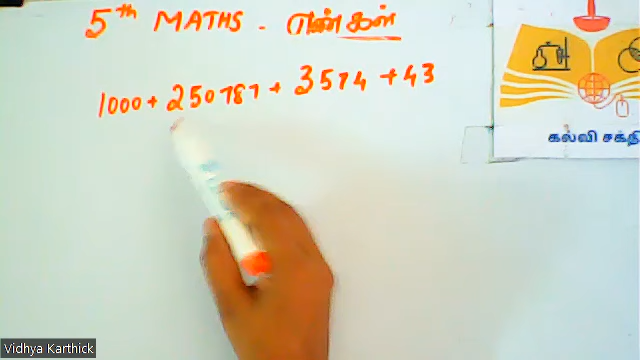 5th MATHS - எண்கள்
1000 + 250787 + 3574 + 43
கல்வி சக்தி
Vidhya Karthick